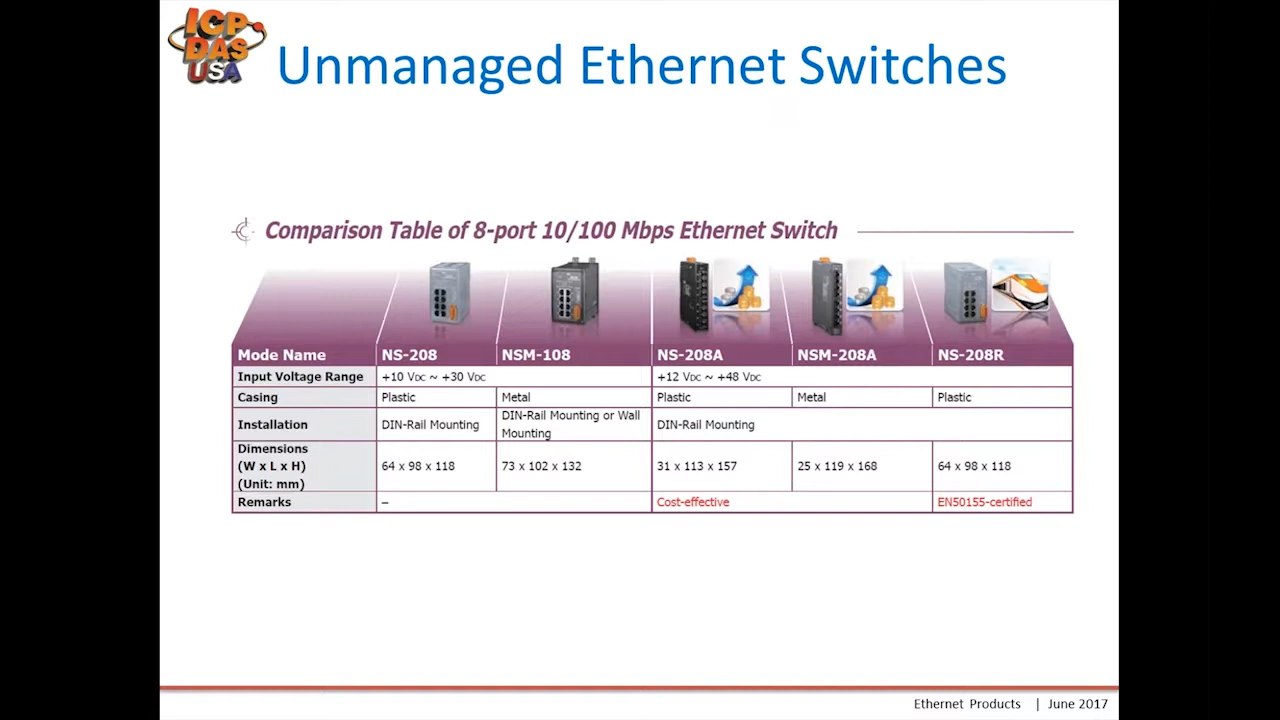 ICP
DAS
USA
Unmanaged Ethernet Switches
Comparison Table of 8-port 10/100 Mbps Ethernet Switch
Mode Name NS-208 NSM-108 NS-208A NSM-208A NS-208R
Input Voltage Range +10 VDC ~ +30 VDC +12 VDC ~ +48 VDC
Casing Plastic Metal Plastic Metal Plastic
Installation DIN-Rail Mounting DIN-Rail Mounting or Wall Mounting DIN-Rail Mounting
Dimensions
(W x L x H)
(Unit: mm)
64 x 98 x 118 73 x 102 x 132 31 x 113 x 157 25 x 119 x 168 64 x 98 x 118
Remarks – Cost-effective EN50155-certified
Ethernet Products | June 2017